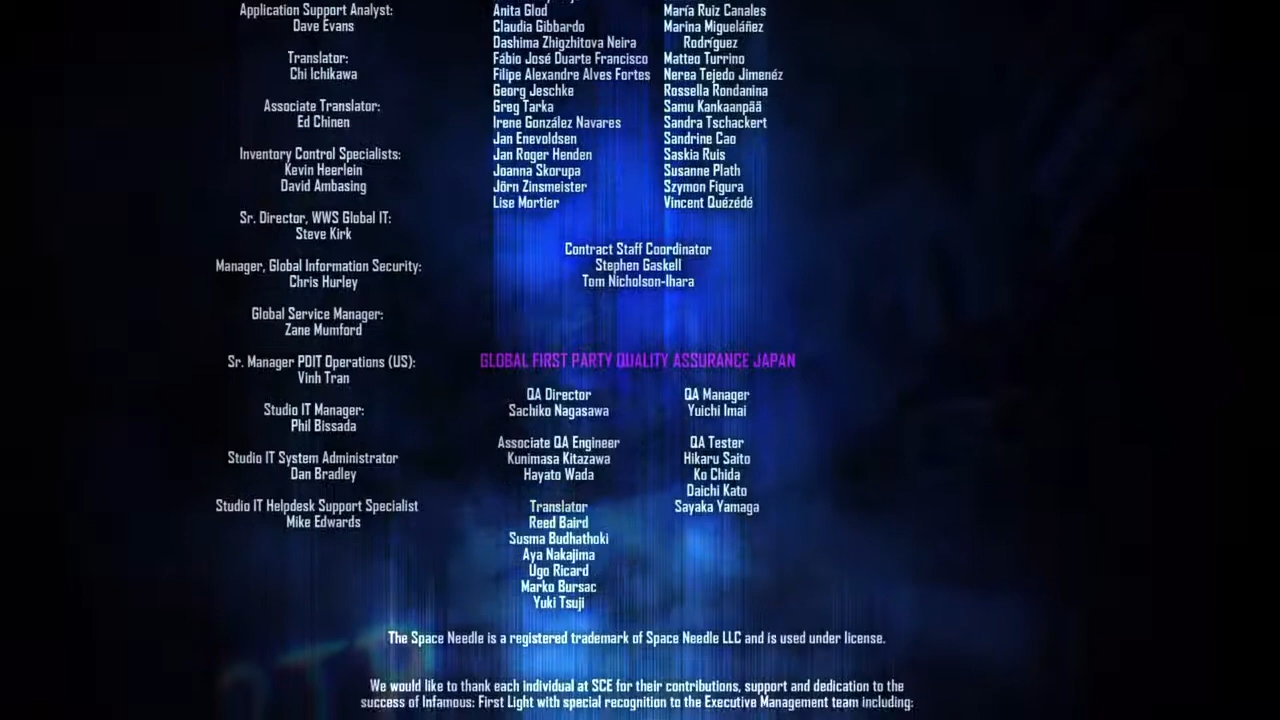 Application Support Analyst:
Dave Evans
Translator:
Chi Ichikawa
Associate Translator:
Ed Chinen
Inventory Control Specialists:
Kevin Heerlein
David Ambasing
Sr. Director, WWS Global IT:
Steve Kirk
Manager, Global Information Security:
Chris Hurley
Global Service Manager:
Zane Mumford
Sr. Manager PDIT Operations (US):
Vinh Tran
Studio IT Manager:
Phil Bissada
Studio IT System Administrator
Dan Bradley
Studio IT Helpdesk Support Specialist
Mike Edwards
Anita Glod
Claudia Gibbardo
Dashima Zhigzhitova Neira
Fábio José Duarte Francisco
Filipe Alexandre Alves Fortes
Georg Jeschke
Greg Tarka
Irene González Navares
Jan Enevoldsen
Jan Roger Henden
Joanna Skorupa
Jörn Zinsmeister
Lise Mortier
María Ruiz Canales
Marina Migueláñez
Rodríguez
Matteo Turrino
Nerea Tejedo Jimenéz
Rossella Rondanina
Samu Kankaanpää
Sandra Tschackert
Sandrine Cao
Saskia Ruis
Susanne Plath
Szymon Figura
Vincent Quézédé
Contract Staff Coordinator
Stephen Gaskell
Tom Nicholson-Ihara
GLOBAL FIRST PARTY QUALITY ASSURANCE JAPAN
QA Director
Sachiko Nagasawa
Associate QA Engineer
Kunimasa Kitazawa
Hayato Wada
Translator
Reed Baird
Susma Budhathoki
Aya Nakajima
Ugo Ricard
Marko Bursac
Yuki Tsuji
QA Manager
Yuichi Imai
QA Tester
Hikaru Saito
Ko Chida
Daichi Kato
Sayaka Yamaga
The Space Needle is a registered trademark of Space Needle LLC and is used under license.
We would like to thank each individual at SCE for their contributions, support and dedication to the
success of Infamous: First Light with special recognition to the Executive Management team including: